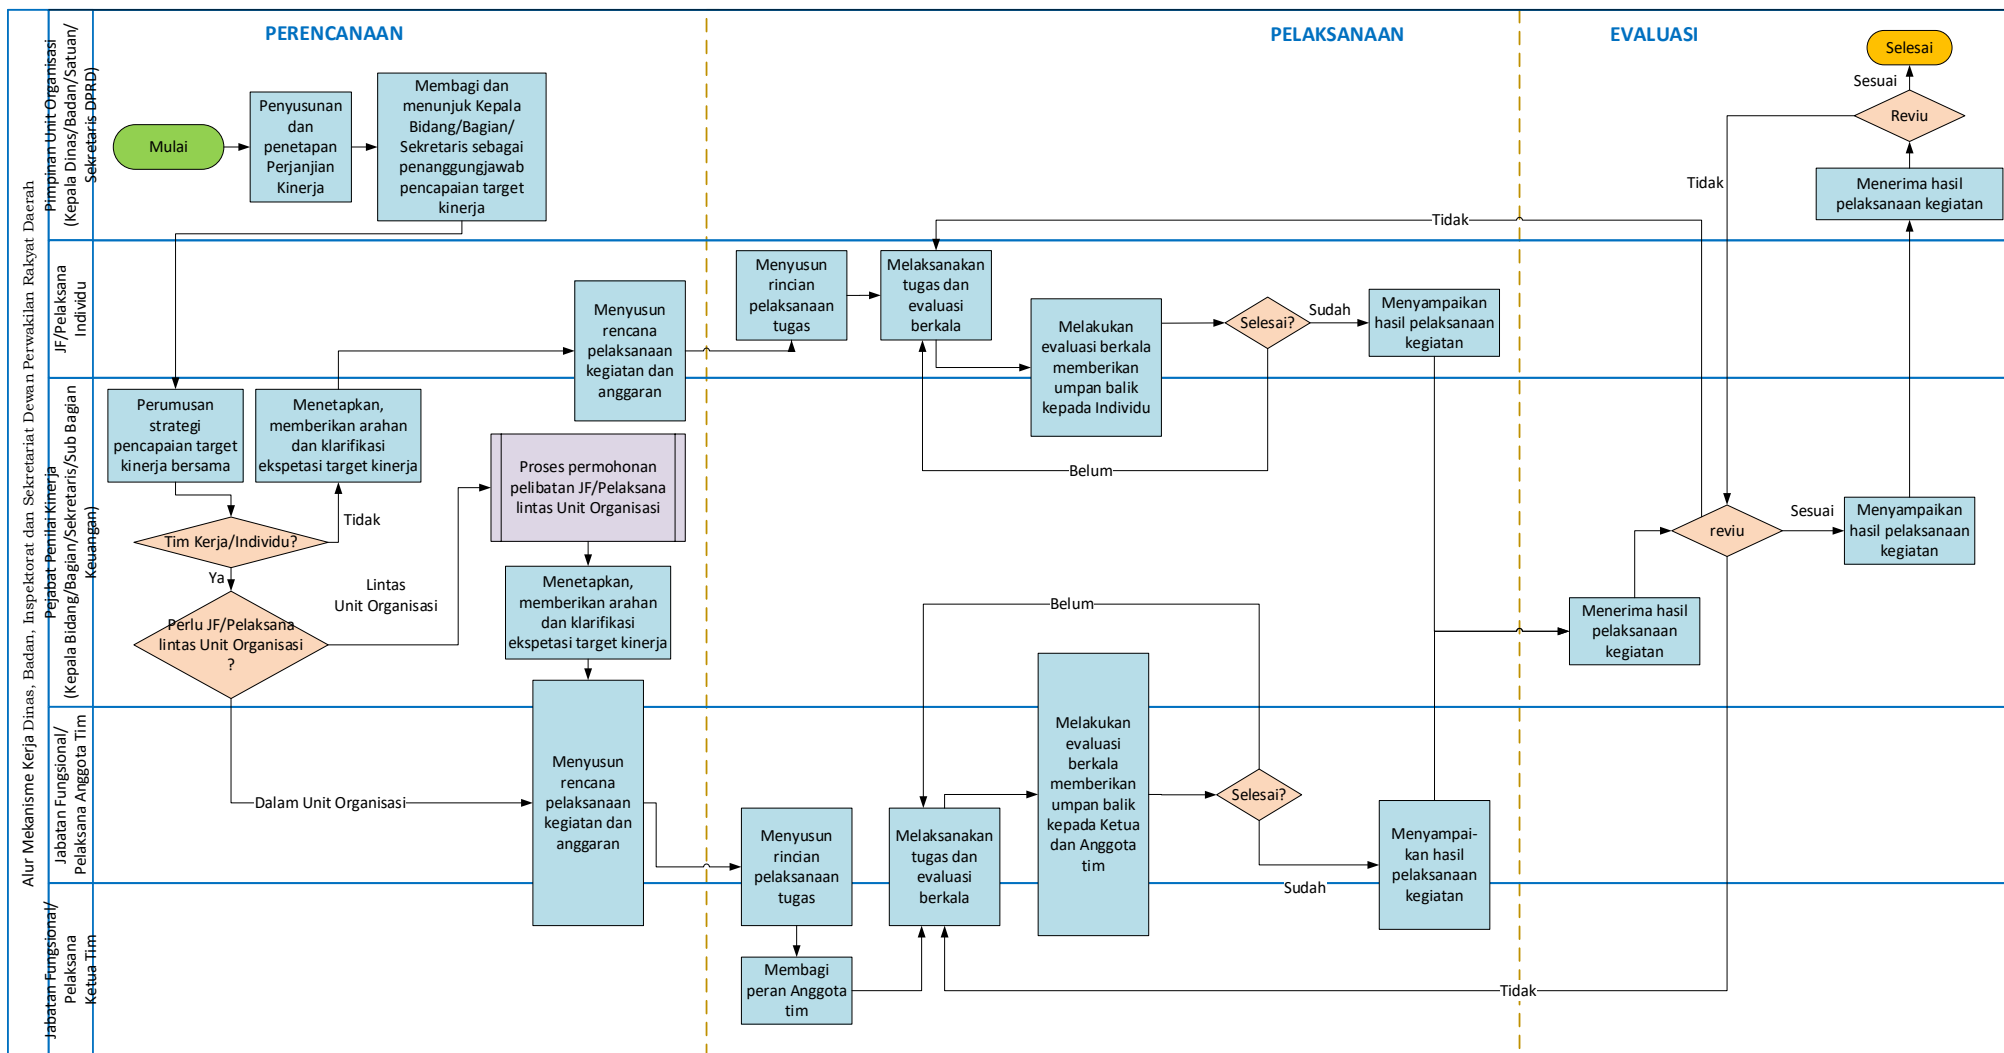 PERENCANAAN
PELAKSANAAN
EVALUASI
Alur Mekanisme Kerja Dinas, Badan, Inspektorat dan Sekretariat Dewan Perwakilan Rakyat Daerah
Pimpinan Unit Organisasi
(Kepala Dinas/Badan/Satuan/
Sekretaris DPRD)
Mulai
Penyusunan
dan
penetapan
Perjanjian
Kinerja
Membagi dan
menunjuk Kepala
Bidang/Bagian/
Sekretaris sebagai
penanggungjawab
pencapaian target
kinerja
Selesai
Sesuai
Reviu
Tidak
Menerima hasil
pelaksanaan kegiatan
Tidak
JF/Pelaksana
Individu
Menyusun
rencana
pelaksanaan
kegiatan dan
anggaran
Menyusun
rincian
pelaksanaan
tugas
Melaksanakan
tugas dan
evaluasi
berkala
Melakukan
evaluasi berkala
memberikan
umpan balik
kepada Individu
Selesai?
Sudah
Menyampaikan
hasil pelaksanaan
kegiatan
Belum
Pejabat Penilai Kinerja
(Kepala Bidang/Bagian/Sekretaris/Sub Bagian
Keuangan)
Perumusan
strategi
pencapaian target
kinerja bersama
Menetapkan,
memberikan arahan
dan klarifikasi
ekspetasi target kinerja
Tim Kerja/Individu?
Tidak
Ya
Perlu JF/Pelaksana
lintas Unit Organisasi
?
Lintas
Unit Organisasi
Proses permohonan
pelibatan JF/Pelaksana
lintas Unit Organisasi
Menetapkan,
memberikan arahan
dan klarifikasi
ekspetasi target kinerja
Belum
Menerima hasil
pelaksanaan
kegiatan
reviu
Sesuai
Menyampaikan
hasil pelaksanaan
kegiatan
Jabatan Fungsional/
Pelaksana Anggota Tim
Dalam Unit Organisasi
Menyusun
rencana
pelaksanaan
kegiatan dan
anggaran
Menyusun
rincian
pelaksanaan
tugas
Melaksanakan
tugas dan
evaluasi
berkala
Melakukan
evaluasi
berkala
memberikan
umpan balik
kepada Ketua
dan Anggota
tim
Selesai?
Sudah
Menyampai-
kan hasil
pelaksanaan
kegiatan
Jabatan Fungsional/
Pelaksana
Ketua Tim
Membagi
peran Anggota
tim
Tidak